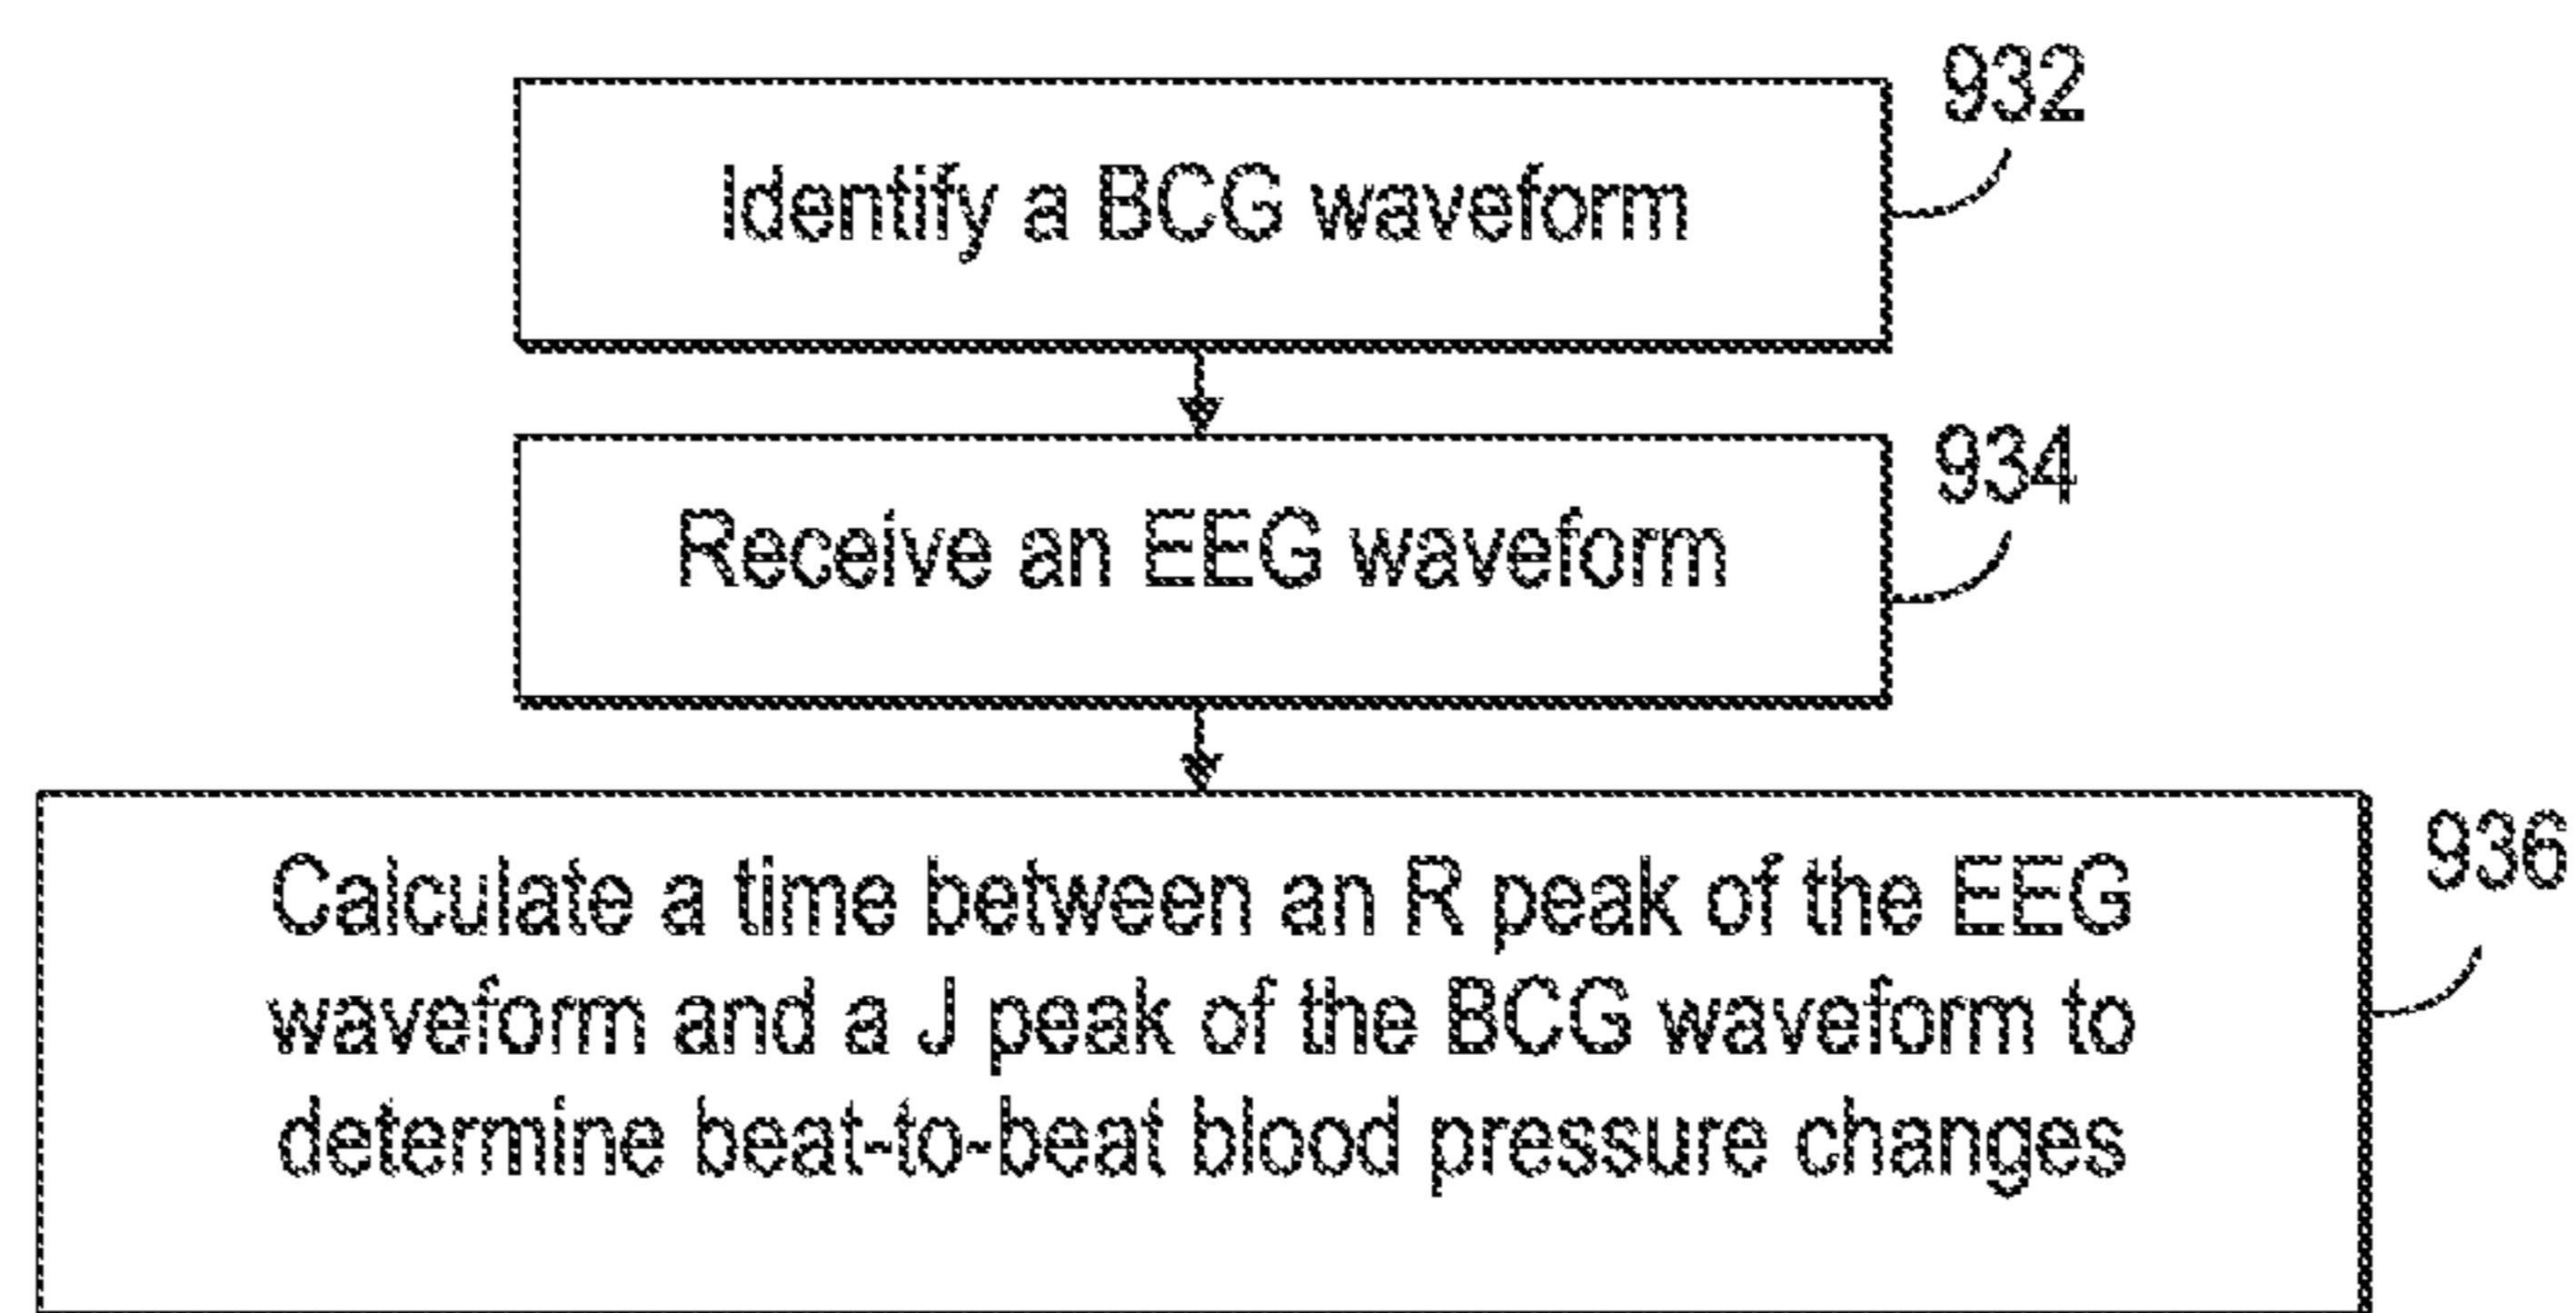 932
Identify a BCG waveform
934
Receive an EEG waveform
936
Calculate a time between an R peak of the EEG
waveform and a J peak of the BCG waveform to
determine beat-to-beat blood pressure changes